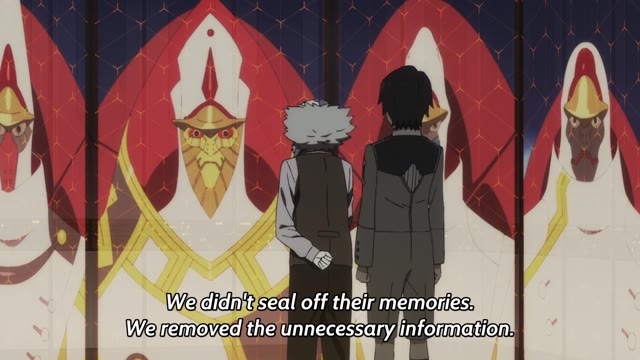 We didn't seal off their memories.
We removed the unnecessary information.